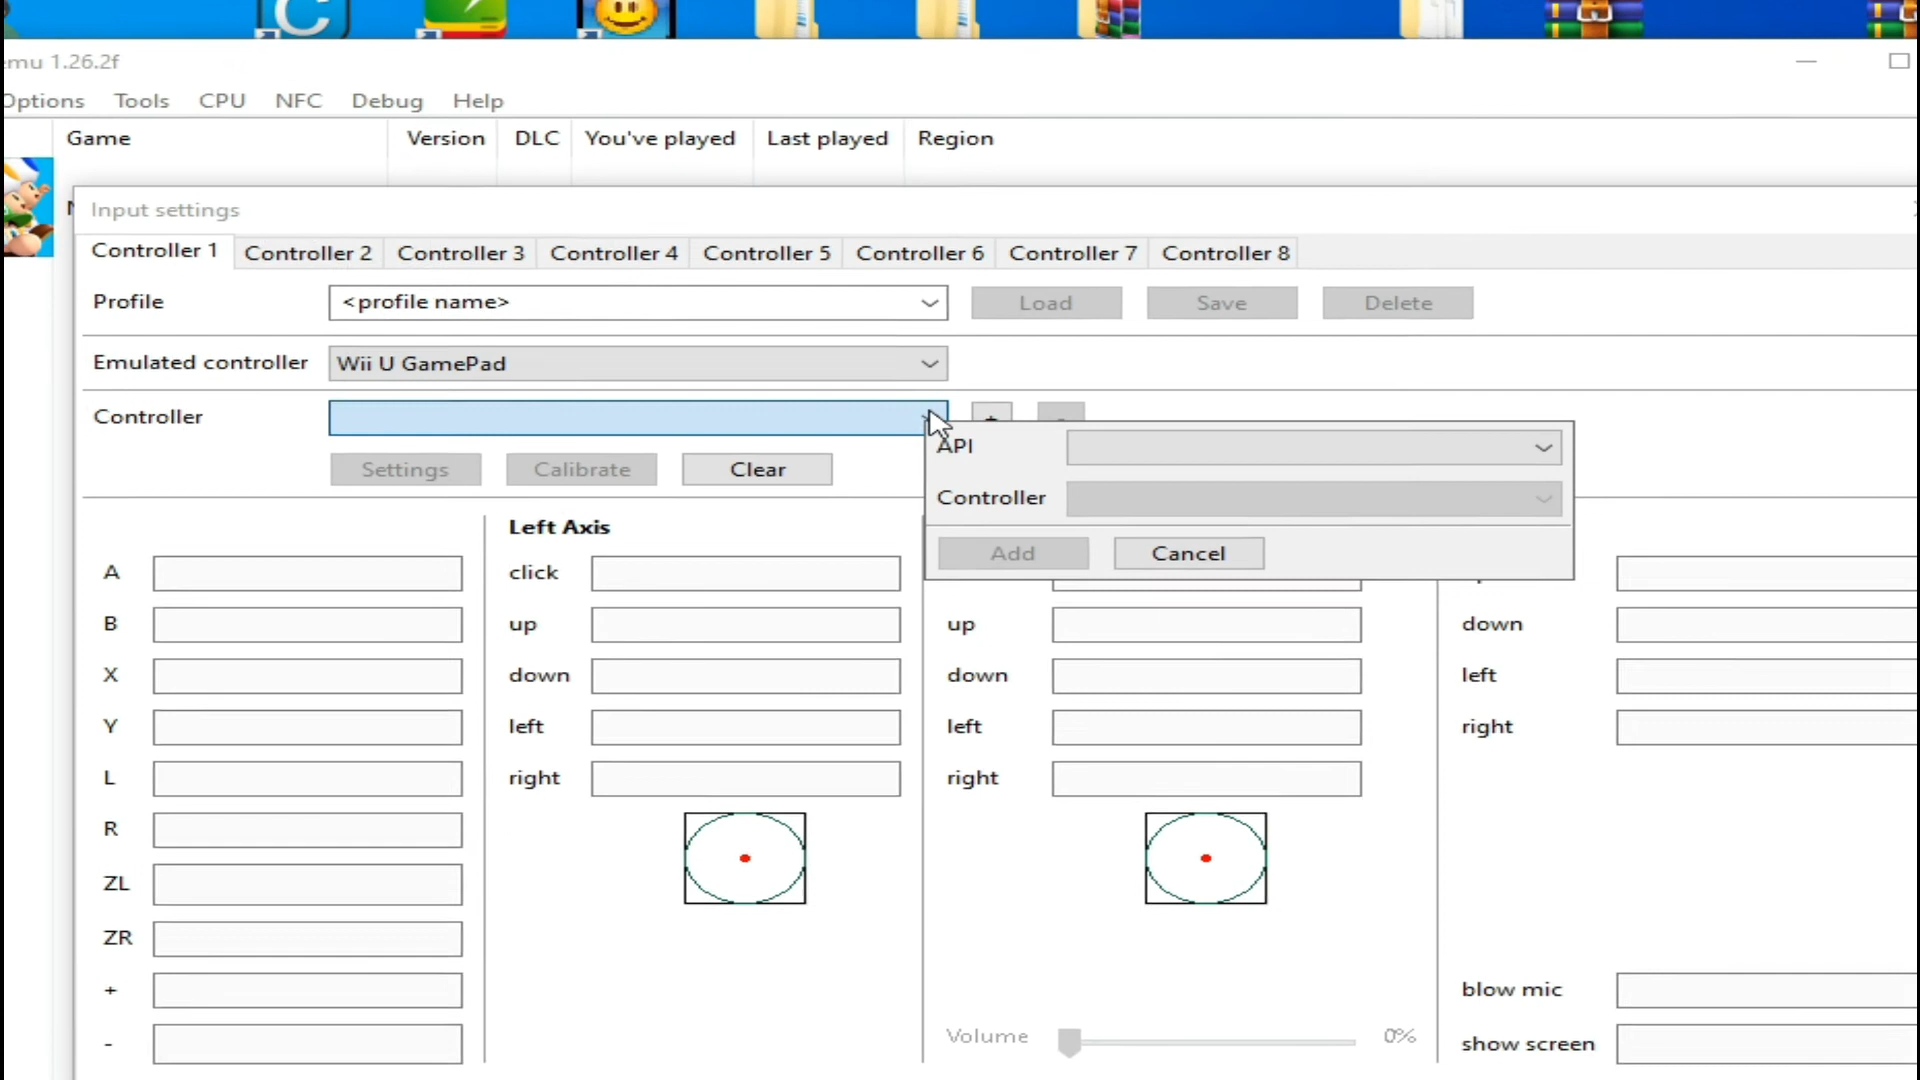 emu 1.26.2f
Options Tools CPU NFC Debug Help
Game Version DLC You've played Last played Region
Input settings
Controller 1 Controller 2 Controller 3 Controller 4 Controller 5 Controller 6 Controller 7 Controller 8
Profile <profile name> Load Save Delete
Emulated controller Wii U GamePad
Controller + -
API
Settings Calibrate Clear
Controller
Add Cancel
Left Axis
A click
B up up down
X down down left
Y left left right
L right right
R
ZL
ZR
+ blow mic
- Volume 0% show screen